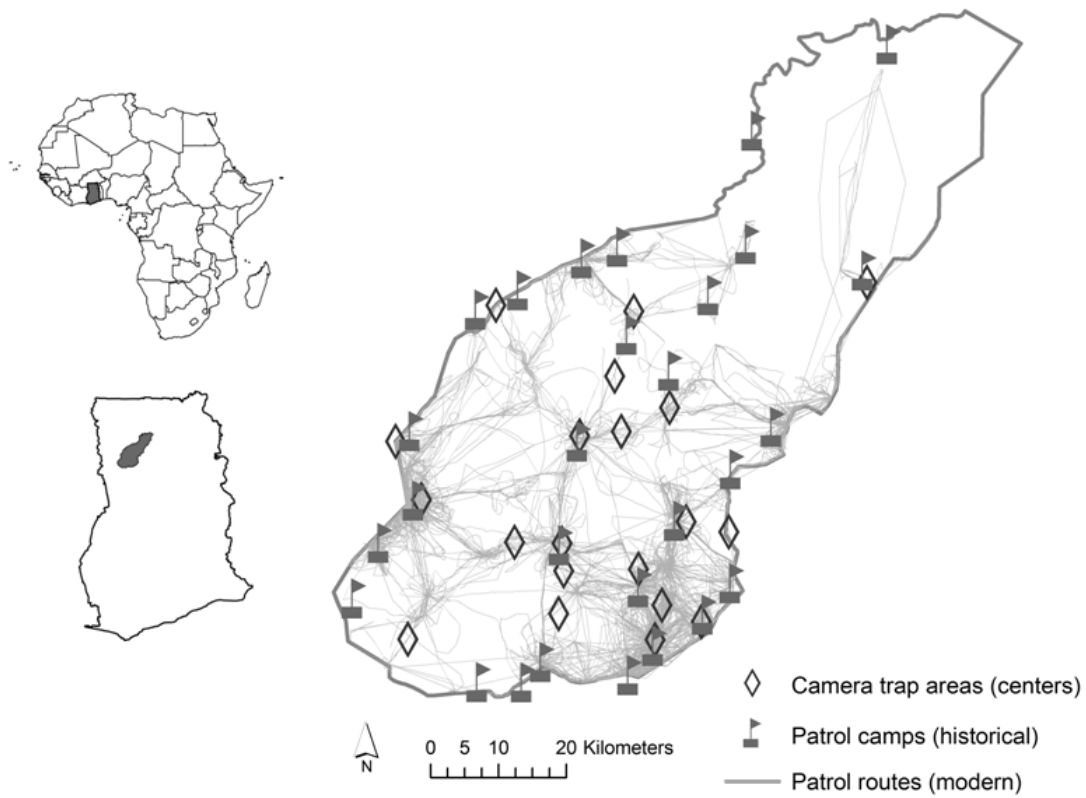 Camera trap areas (centers)
Patrol camps (historical)
Patrol routes (modern)
N
0 5 10 20 Kilometers